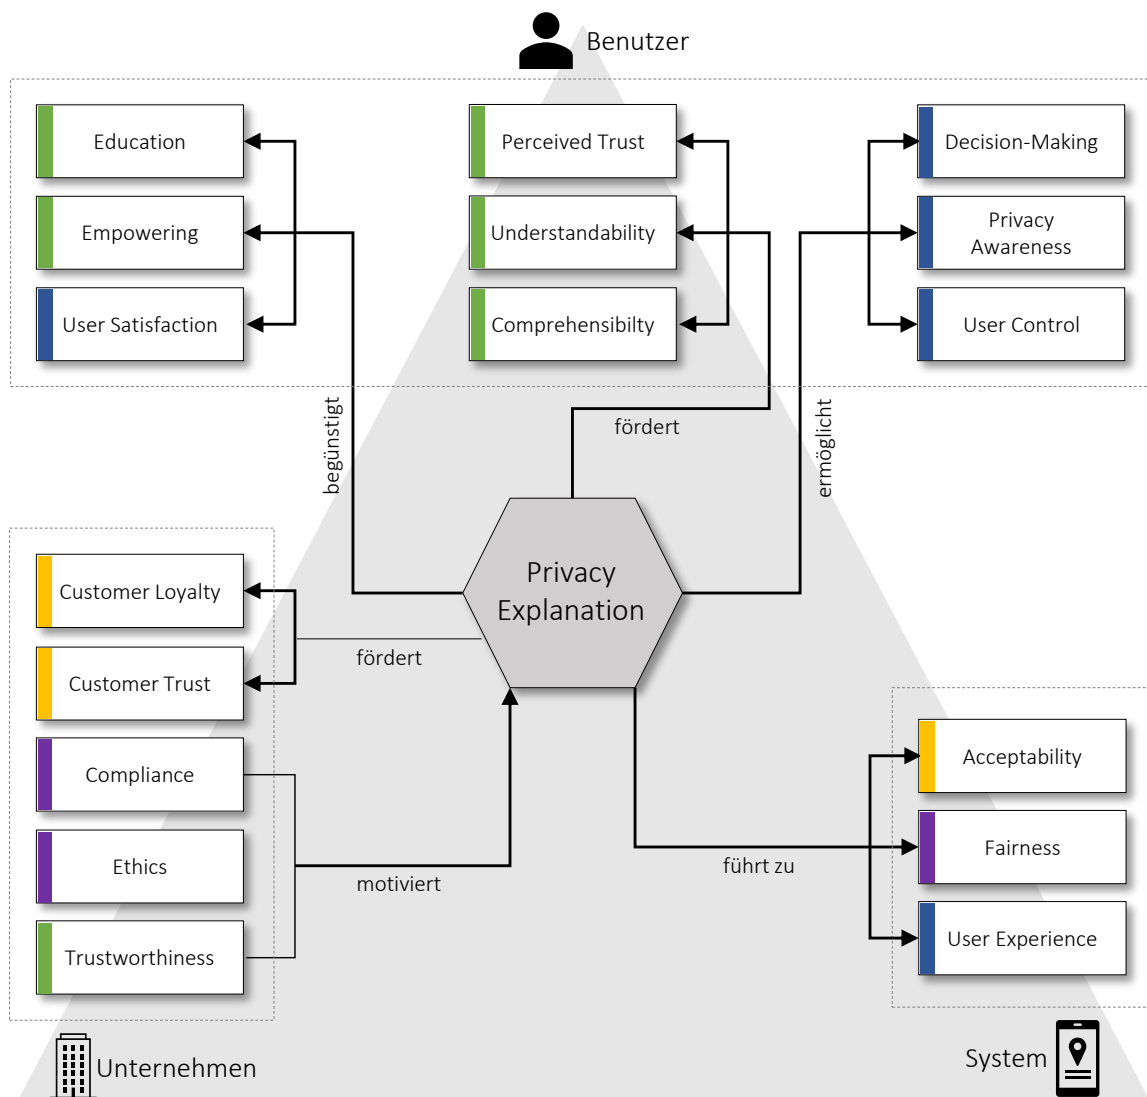 Benutzer
Education
Empowering
User Satisfaction
Perceived Trust
Understandability
Comprehensibilty
Decision-Making
Privacy
Awareness
User Control
begünstigt
fördert
ermöglicht
Privacy
Explanation
Customer Loyalty
Customer Trust
Compliance
Ethics
Trustworthiness
fördert
motiviert
führt zu
Acceptability
Fairness
User Experience
Unternehmen
System